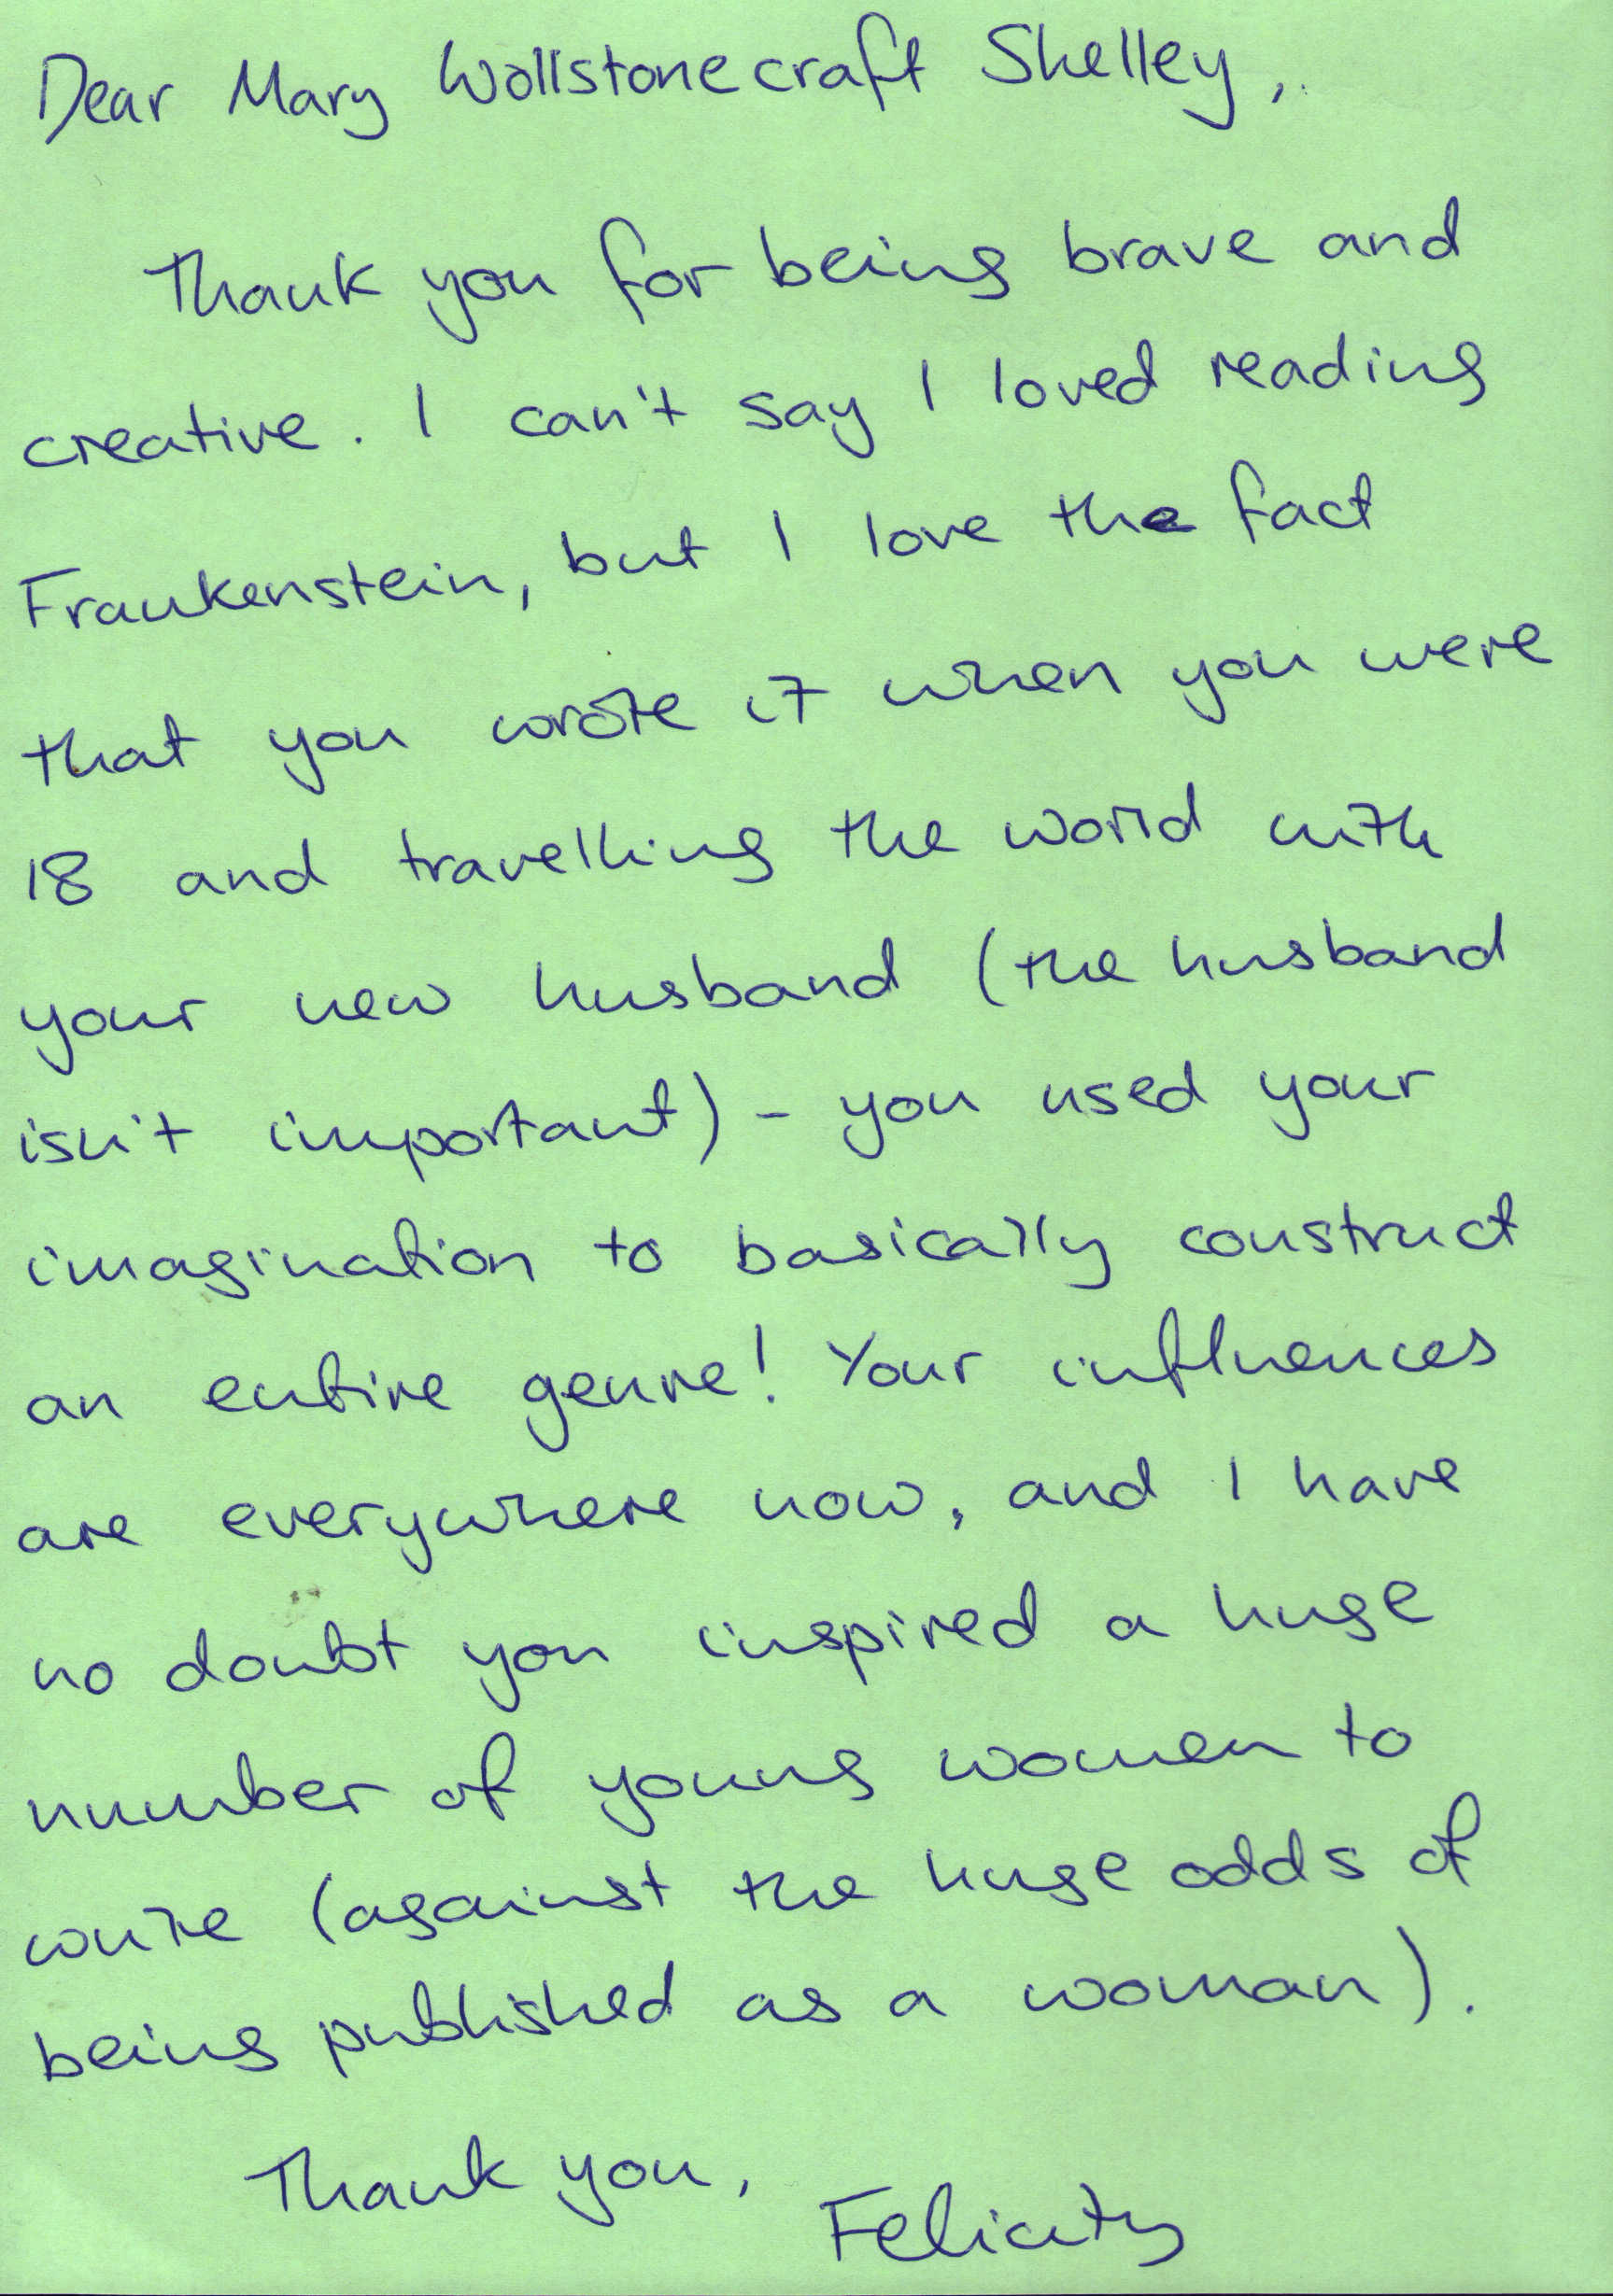 Dear Mary Wollstonecraft Shelley,
Thank you for being brave and
creative. I can't say I loved reading
Frankenstein, but I love the fact
that you wrote it when you were
18 and travelling the world with
your new husband (the husband
isn't important) - you used your
imagination to basically construct
an entire genre! Your influences
are everywhere now, and I have
no doubt you inspired a huge
number of young women to
write (against the huge odds of
being published as a woman).
Thank you,
Felicity